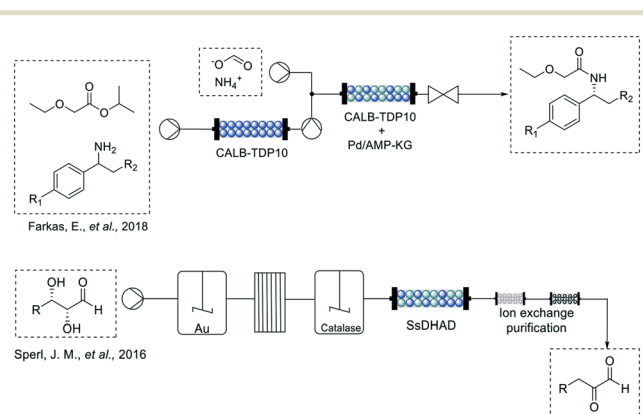 -O
O
NH4+
O
O
O
NH2
R2
R1
CALB-TDP10
CALB-TDP10
+
Pd/AMP-KG
O
O
NH
R2
R1
Farkas, E., et al., 2018
OH O
R
H
OH
Au
Catalase
SsDHAD
Ion exchange
purification
Sperl, J. M., et al., 2016
O
R
H
O